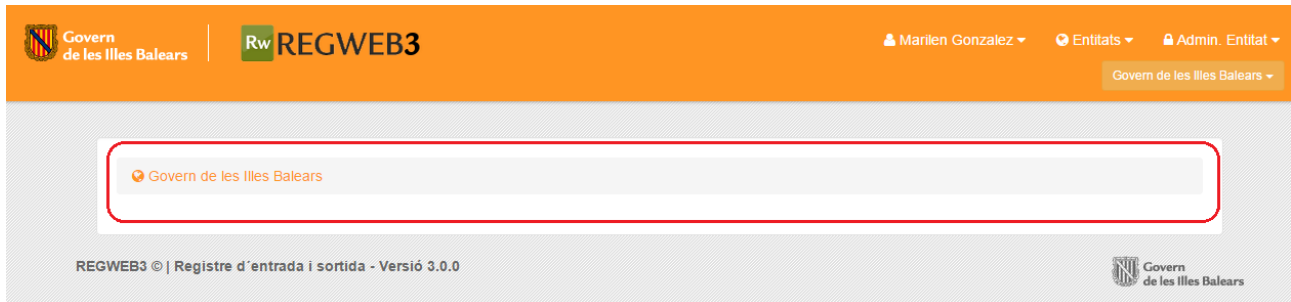 Govern
de les Illes Balears
Rw REGWEB3
Marilen Gonzalez
Entitats
Admin. Entitat
Govern de les Illes Balears
Govern de les Illes Balears
REGWEB3 © | Registre d´entrada i sortida - Versió 3.0.0
Govern
de les Illes Balears